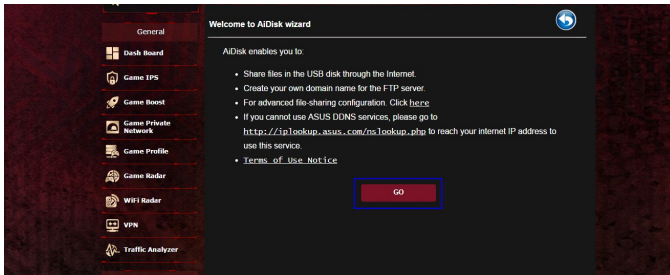 General
Dash Board
Game IPS
Game Boost
Game Private
Network
Game Profile
Game Radar
WiFi Radar
VPN
Traffic Analyzer
Welcome to AiDisk wizard
AiDisk enables you to:
• Share files in the USB disk through the Internet.
• Create your own domain name for the FTP server.
• For advanced file-sharing configuration. Click here
• If you cannot use ASUS DDNS services, please go to
http://iplookup.asus.com/nslookup.php to reach your internet IP address to
use this service.
• Terms of Use Notice
GO